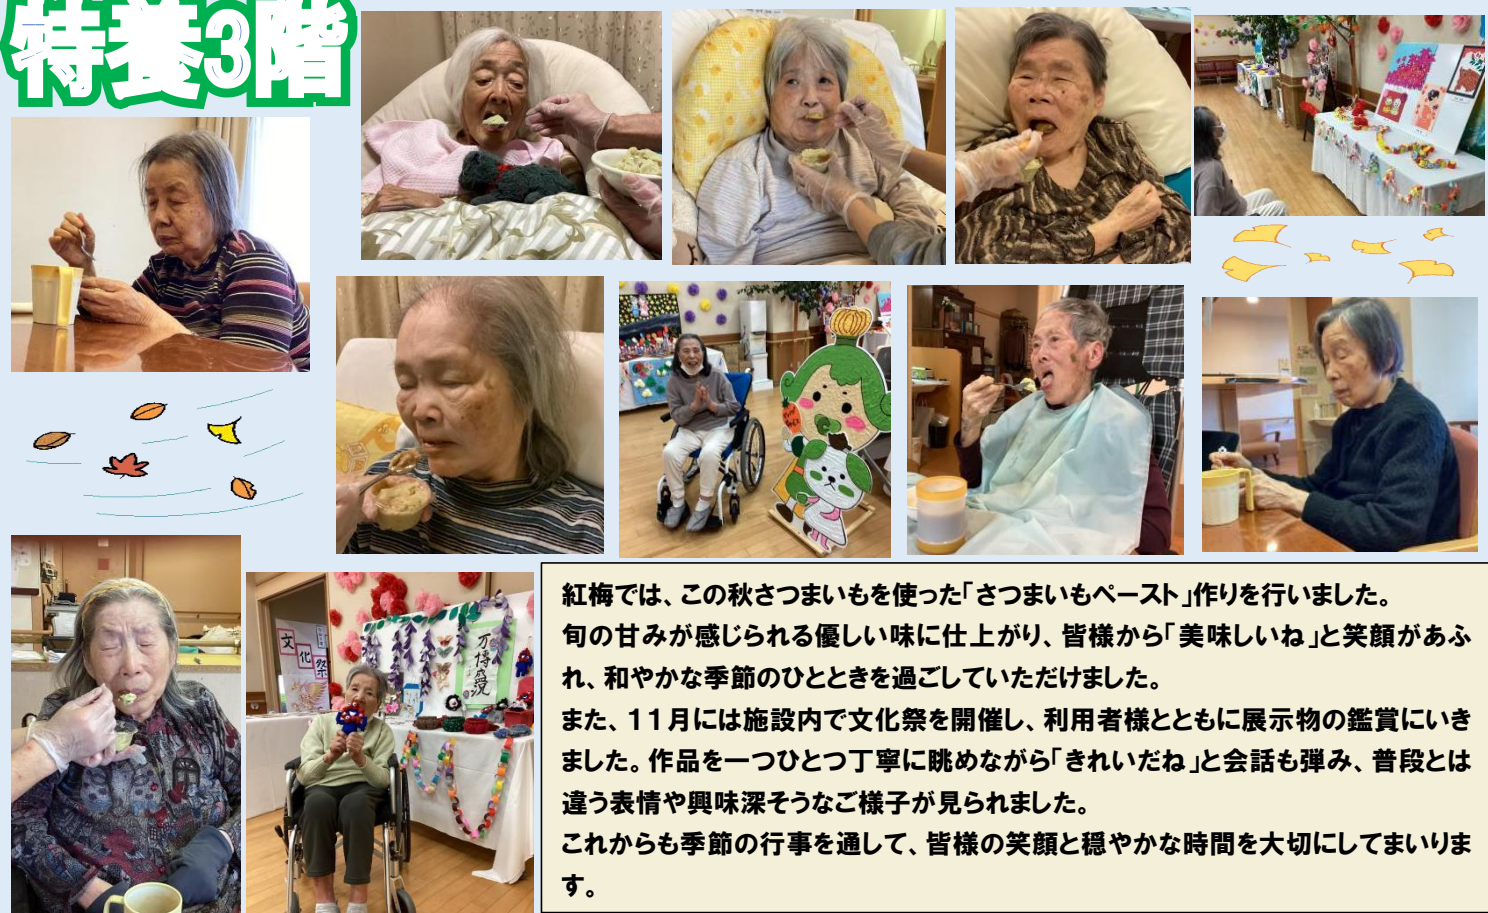 特養3階
文化祭
万博盛況
紅梅では、この秋さつまいもを使った「さつまいもペースト」作りを行いました。
旬の甘みが感じられる優しい味に仕上がり、皆様から「美味しいね」と笑顔があふ
れ、和やかな季節のひとときを過ごしていただけました。
また、11月には施設内で文化祭を開催し、利用者様とともに展示物の鑑賞にいき
ました。作品を一つひとつ丁寧に眺めながら「きれいだね」と会話も弾み、普段とは
違う表情や興味深そうなご様子が見られました。
これからも季節の行事を通して、皆様の笑顔と穏やかな時間を大切にしてまいりま
す。